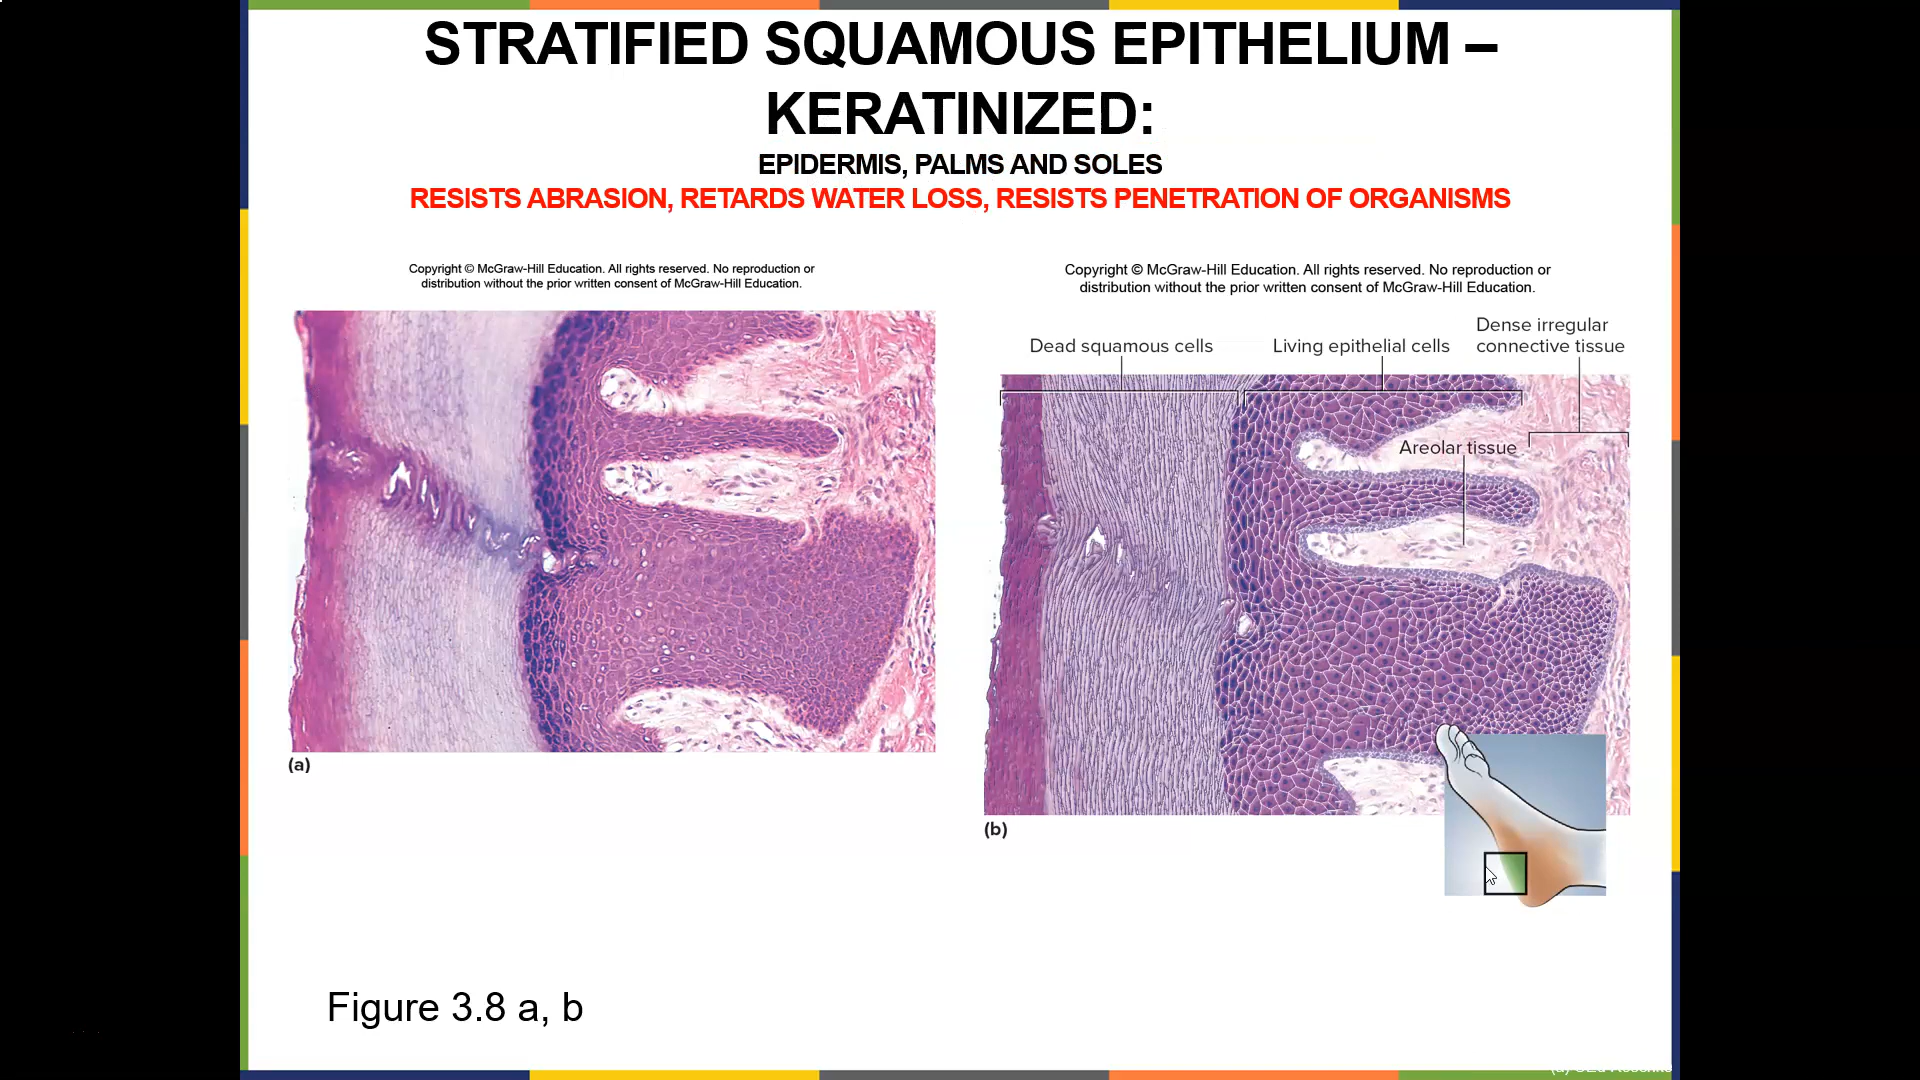 STRATIFIED SQUAMOUS EPITHELIUM –
KERATINIZED:
EPIDERMIS, PALMS AND SOLES
RESISTS ABRASION, RETARDS WATER LOSS, RESISTS PENETRATION OF ORGANISMS
Copyright © McGraw-Hill Education. All rights reserved. No reproduction or
distribution without the prior written consent of McGraw-Hill Education.
(a)
Copyright © McGraw-Hill Education. All rights reserved. No reproduction or
distribution without the prior written consent of McGraw-Hill Education.
Dead squamous cells
Living epithelial cells
Dense irregular
connective tissue
Areolar tissue
(b)
Figure 3.8 a, b